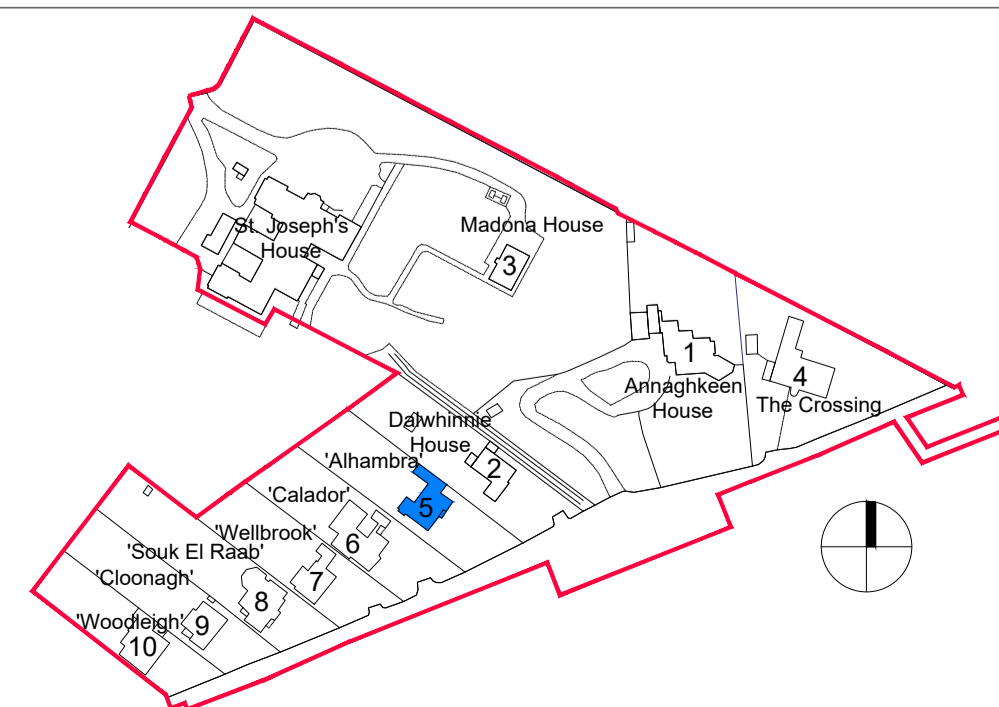 St. Joseph's
House
Madona House
3
1
Annaghkeen
House
4
The Crossing
Dalwhinnie
House
2
'Alhambra'
5
'Calador'
6
'Wellbrook'
7
'Souk El Raab'
8
'Cloonagh'
9
'Woodleigh'
10